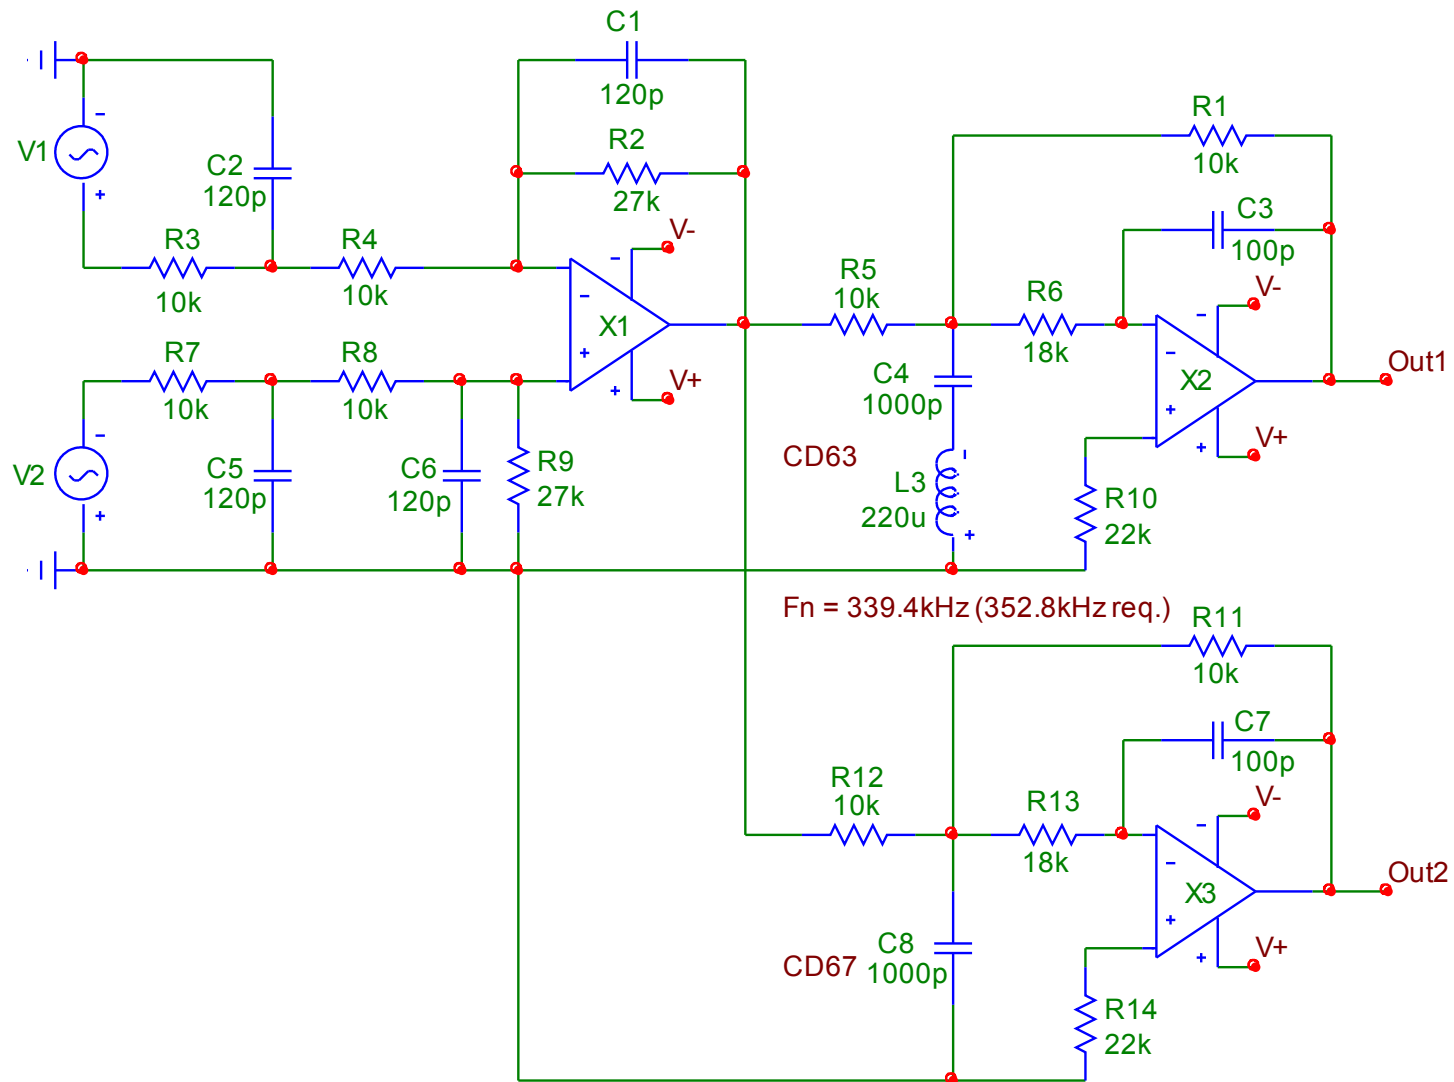 C1
120p
R1
10k
R2
27k
V1
C2
120p
C3
100p
V-
R3
10k
R4
10k
X1
R5
10k
R6
18k
V-
R7
10k
R8
10k
V+
C4
1000p
X2
Out1
V2
C5
120p
C6
120p
R9
27k
CD63
L3
220u
V+
R10
22k
Fn = 339.4kHz (352.8kHz req.)
R11
10k
C7
100p
R12
10k
R13
18k
V-
X3
Out2
CD67
C8
1000p
V+
R14
22k